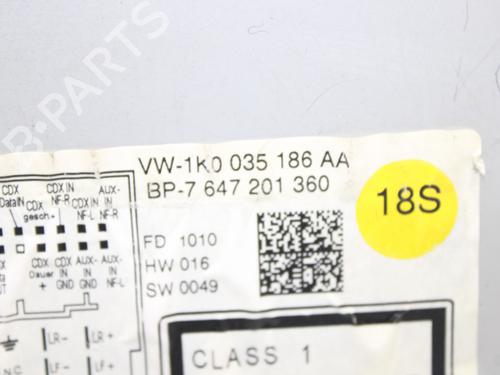 B-PARTS
VW-1K0 035 186 AA
BP-7 647 201 360
18S
CDX CDX IN AUX-
DataIN CDX NF-R CDX IN IN
gesch+ NF-L NF-R
CDX CDX AUX- AUX-
Dauer IN IN IN
+ GND GND NF-L
FD 1010
HW 016
SW 0049
LR- LR+
LF- LF
CLASS 1